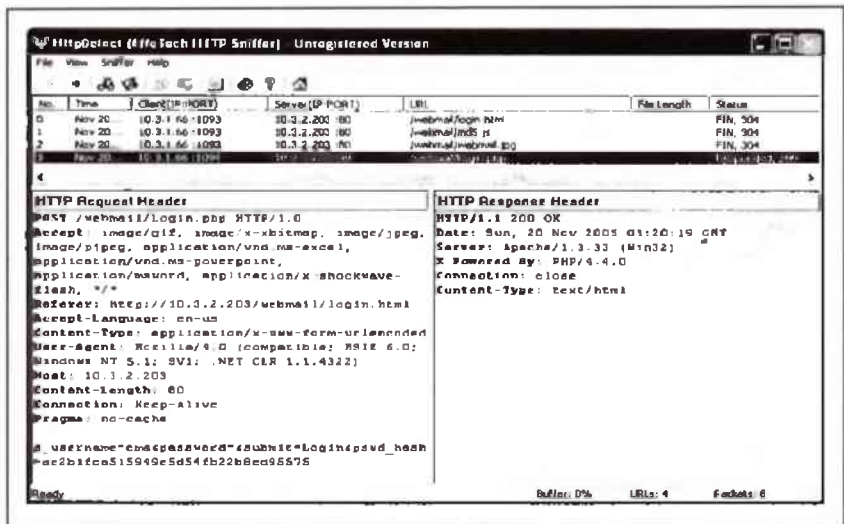 HttpDetect (EffeTech HTTP Sniffer) - Unregistered Version
File View Sniffer Help
No. Time Client(IP:PORT) Server(IP:PORT) URL File Length Status
0 Nov 20... 10.3.1.66 :1093 10.3.2.203 :80 /webmail/login.html FIN, 304
1 Nov 20... 10.3.1.66 :1093 10.3.2.203 :80 /webmail/md5.js FIN, 304
2 Nov 20... 10.3.1.66 :1093 10.3.2.203 :80 /webmail/webmail.jpg FIN, 304
HTTP Request Header
POST /webmail/Login.php HTTP/1.0
Accept: image/gif, image/x-xbitmap, image/jpeg,
image/pjpeg, application/vnd.ms-excel,
application/vnd.ms-powerpoint,
application/msword, application/x-shockwave-
flash, */*
Referer: http://10.3.2.203/webmail/login.html
Accept-Language: en-us
Content-Type: application/x-www-form-urlencoded
User-Agent: Mozilla/4.0 (compatible; MSIE 6.0;
Windows NT 5.1; SV1; .NET CLR 1.1.4322)
Host: 10.3.2.203
Content-Length: 80
Connection: Keep-Alive
Pragma: no-cache
&submit=Login&pswd_hash
HTTP Response Header
HTTP/1.1 200 OK
Date: Sun, 20 Nov 2005 01:20:19 GMT
Server: Apache/1.3.33 (Win32)
X-Powered-By: PHP/4.4.0
Connection: close
Content-Type: text/html
Ready Buffer: 0% URLs: 4 Packets: 6